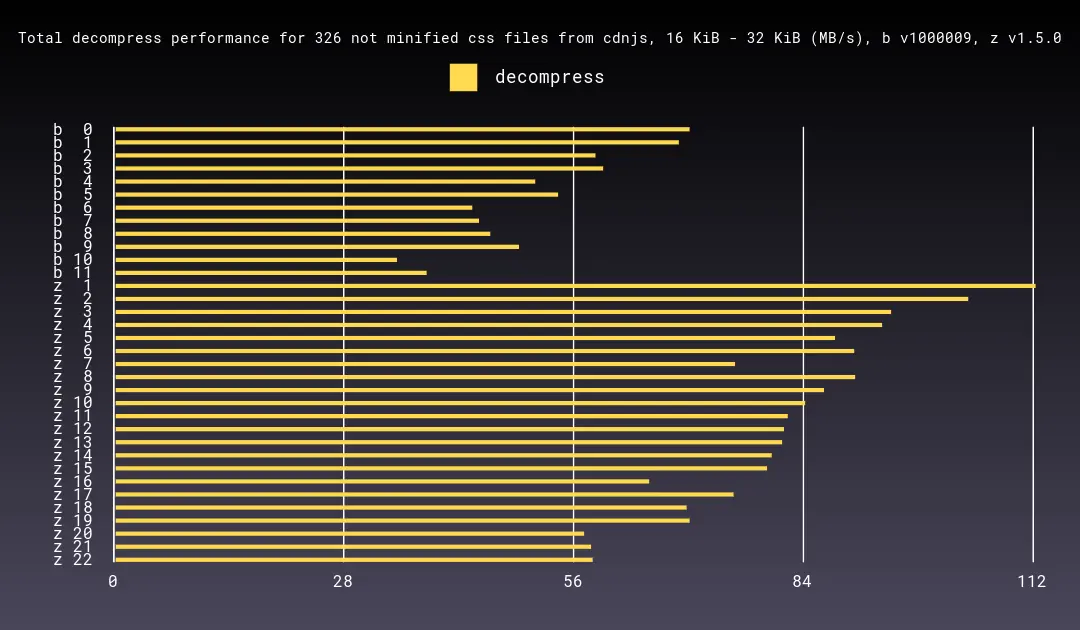 Total decompress performance for 326 not minified css files from cdnjs, 16 KiB - 32 KiB (MB/s), b v1000009, z v1.5.0
decompress
b 0
b 1
b 2
b 3
b 4
b 5
b 6
b 7
b 8
b 9
b 10
b 11
z 1
z 2
z 3
z 4
z 5
z 6
z 7
z 8
z 9
z 10
z 11
z 12
z 13
z 14
z 15
z 16
z 17
z 18
z 19
z 20
z 21
z 22
0 28 56 84 112